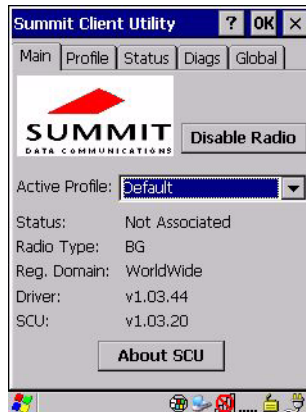 Summit Client Utility ? OK ×
Main Profile Status Diags Global
SUMMIT
DATA COMMUNICATIONS
Disable Radio
Active Profile: Default
Status: Not Associated
Radio Type: BG
Reg. Domain: WorldWide
Driver: v1.03.44
SCU: v1.03.20
About SCU